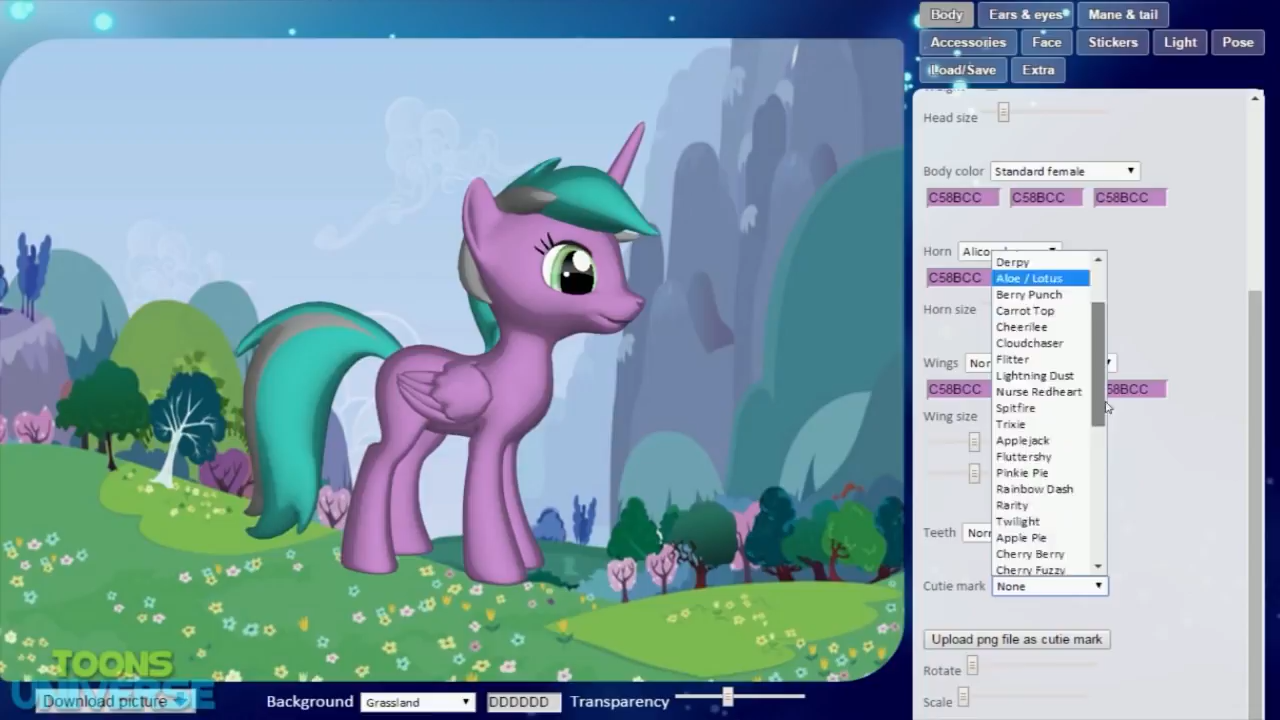 Body
Ears & eyes
Mane & tail
Accessories
Face
Stickers
Light
Pose
Load/Save
Extra
Head size
Body color
Standard female
C58BCC
C58BCC
C58BCC
Horn
C58BCC
Horn size
Wings
C58BCC
58BCC
Wing size
Teeth
Derpy
Aloe / Lotus
Berry Punch
Carrot Top
Cheerilee
Cloudchaser
Flitter
Lightning Dust
Nurse Redheart
Spitfire
Trixie
Applejack
Fluttershy
Pinkie Pie
Rainbow Dash
Rarity
Twilight
Apple Pie
Cherry Berry
Cherry Fuzzy
Cutie mark
None
Upload png file as cutie mark
Rotate
Scale
TOONS
UNIVERSE
Download picture
Background
Grassland
DDDDDD
Transparency